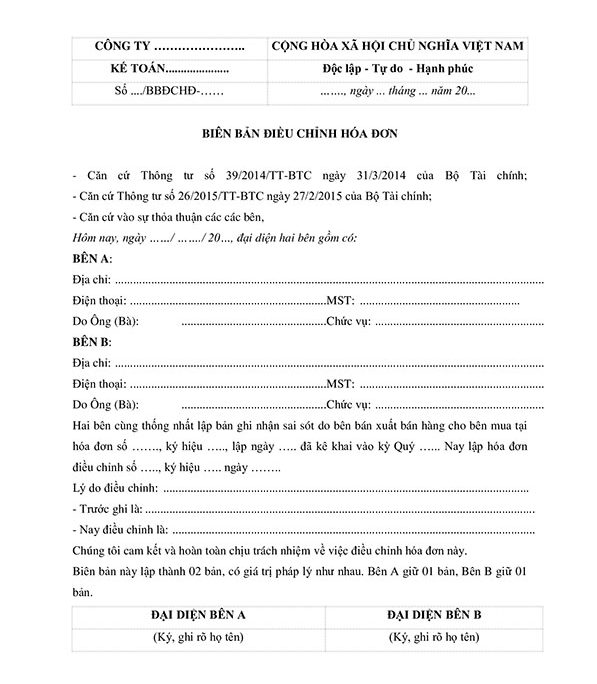 CÔNG TY ………………….. CỘNG HÒA XÃ HỘI CHỦ NGHĨA VIỆT NAM
KẾ TOÁN..................... Độc lập - Tự do - Hạnh phúc
Số ..../BBĐCHĐ-…… ……., ngày ... tháng ... năm 20...
BIÊN BẢN ĐIỀU CHỈNH HÓA ĐƠN
- Căn cứ Thông tư số 39/2014/TT-BTC ngày 31/3/2014 của Bộ Tài chính;
- Căn cứ Thông tư số 26/2015/TT-BTC ngày 27/2/2015 của Bộ Tài chính;
- Căn cứ vào sự thỏa thuận các các bên,
Hôm nay, ngày ……/ ……./ 20…, đại diện hai bên gồm có:
BÊN A:
Địa chỉ: ........................................................................
Điện thoại: ......................................................MST: ....................................................
Do Ông (Bà): ................................................Chức vụ: ..............................................
BÊN B:
Địa chỉ: ........................................................................
Điện thoại: ......................................................MST: ....................................................
Do Ông (Bà): ................................................Chức vụ: ..............................................
Hai bên cùng thống nhất lập bản ghi nhận sai sót do bên bán xuất bán hàng cho bên mua tại
hóa đơn số ……., ký hiệu ….., lập ngày ….. đã kê khai vào kỳ Quý …... Nay lập hóa đơn
điều chỉnh số ….., ký hiệu ….. ngày ……..
Lý do điều chỉnh: ........................................................................
- Trước ghi là: ........................................................................
- Nay điều chỉnh là: ........................................................................
Chúng tôi cam kết và hoàn toàn chịu trách nhiệm về việc điều chỉnh hóa đơn này.
Biên bản này lập thành 02 bản, có giá trị pháp lý như nhau. Bên A giữ 01 bản, Bên B giữ 01
bản.
ĐẠI DIỆN BÊN A ĐẠI DIỆN BÊN B
(Ký, ghi rõ họ tên) (Ký, ghi rõ họ tên)